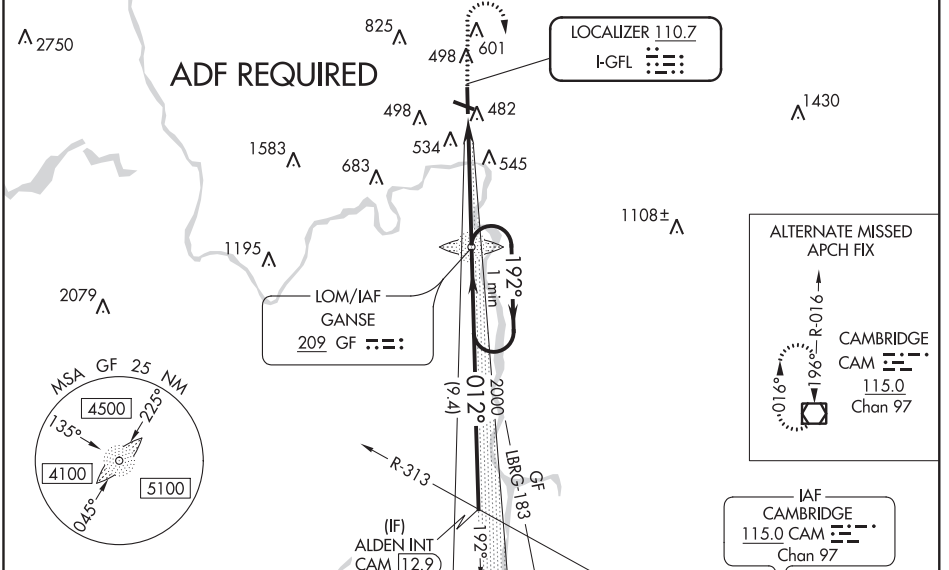 2750
825
601
498
LOCALIZER 110.7
I-GFL
ADF REQUIRED
498
482
1430
1583
534
683
545
1108±
1195
2079
LOM/IAF
GANSE
209 GF
192°
1 min
ALTERNATE MISSED
APCH FIX
R-016
196°
016°
CAMBRIDGE
CAM
115.0
Chan 97
MSA GF 25 NM
4500
225°
135°
4100
5100
045°
2000
012°
(9.4)
GF
LBRG-183
R-313
(IF)
ALDEN INT
CAM 12.9
192°
IAF
CAMBRIDGE
115.0 CAM
Chan 97